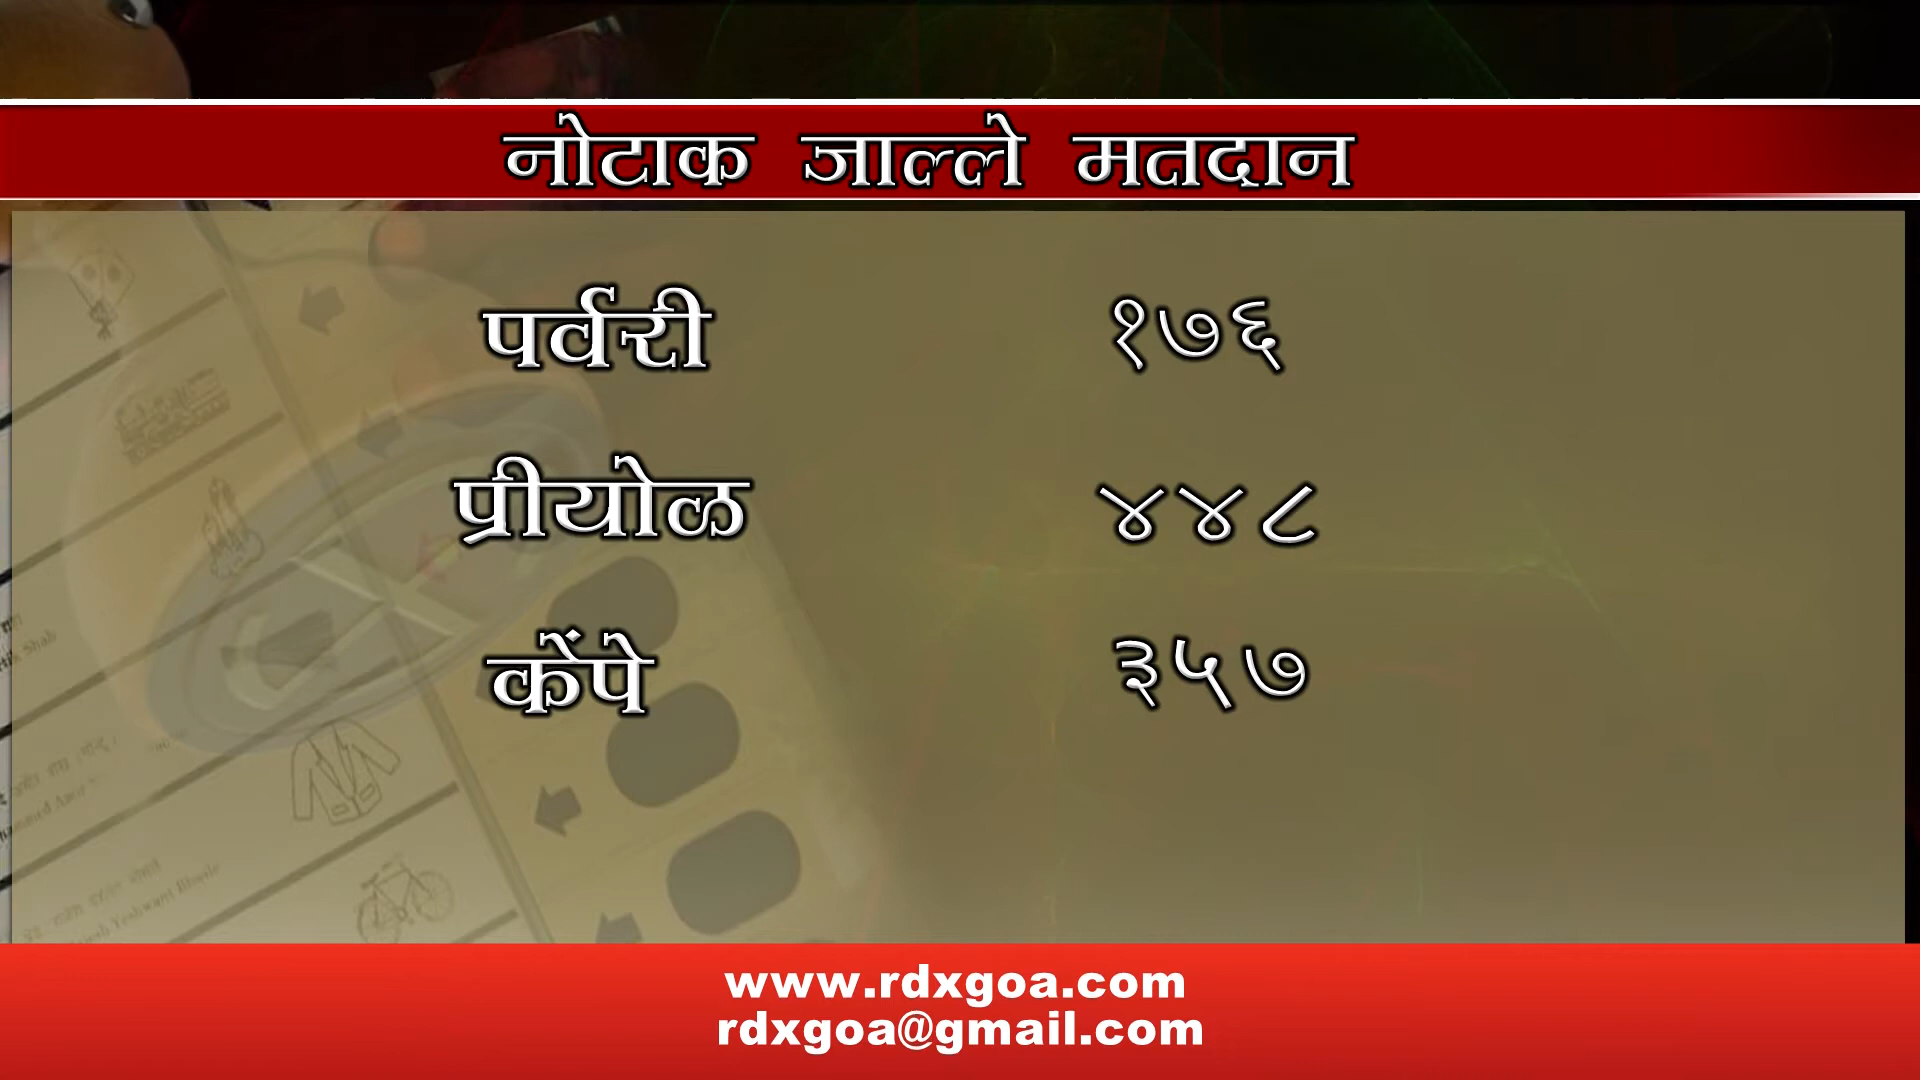 नोटाक जाल्ले मतदान
पर्वरी १७६
प्रीयोळ ४४८
केंपे ३५७
www.rdxgoa.com
rdxgoa@gmail.com